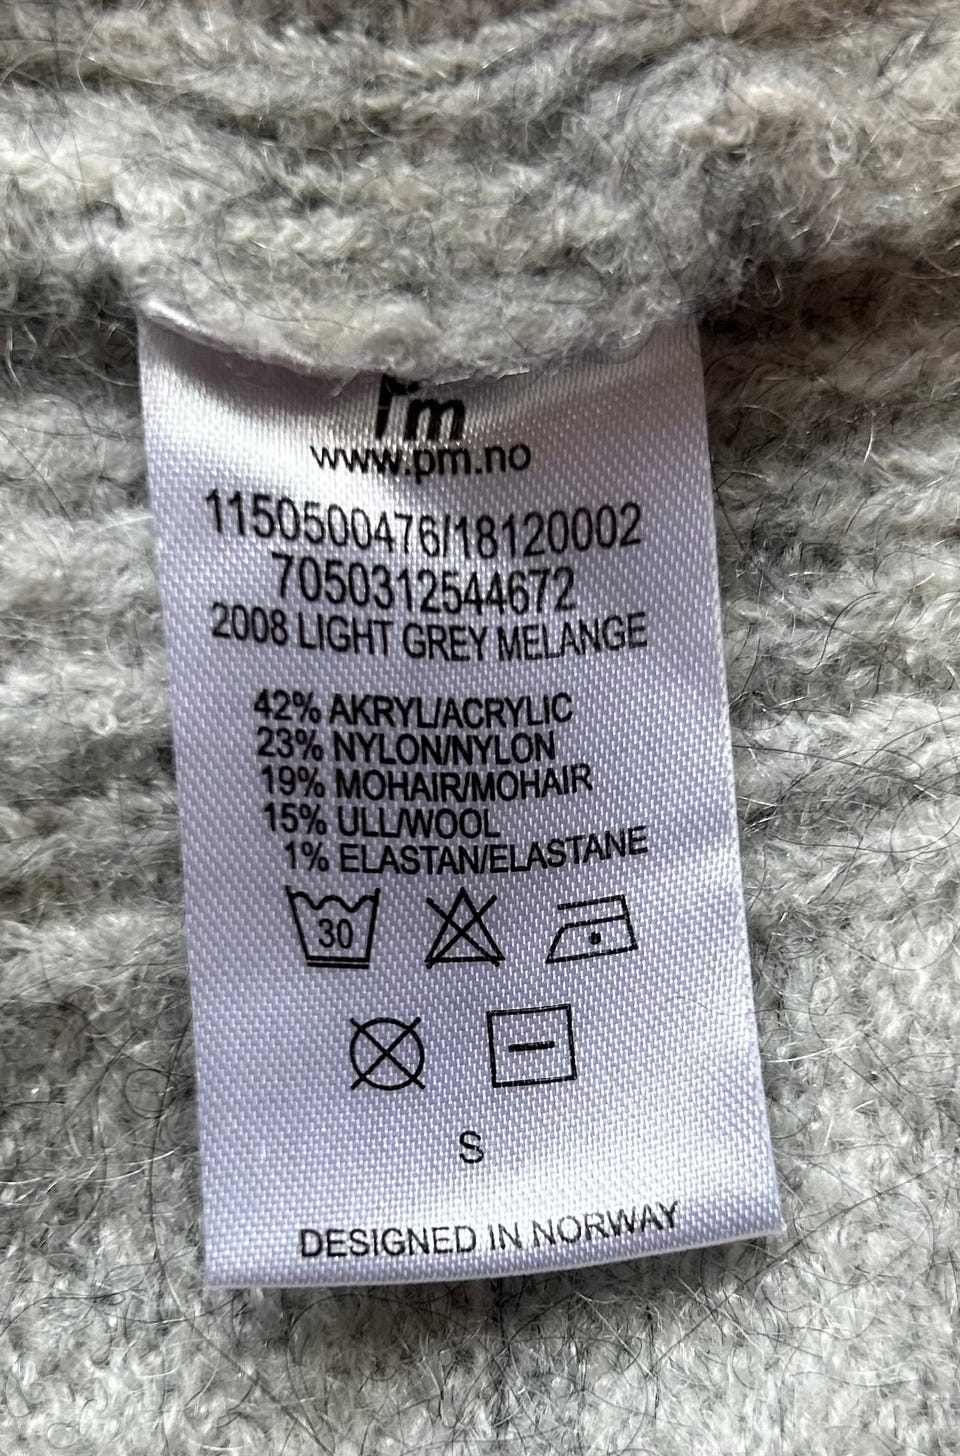 www.pm.no
1150500476/18120002
7050312544672
2008 LIGHT GREY MELANGE
42% AKRYL/ACRYLIC
23% NYLON/NYLON
19% MOHAIR/MOHAIR
15% ULL/WOOL
1% ELASTAN/ELASTANE
30
S
DESIGNED IN NORWAY